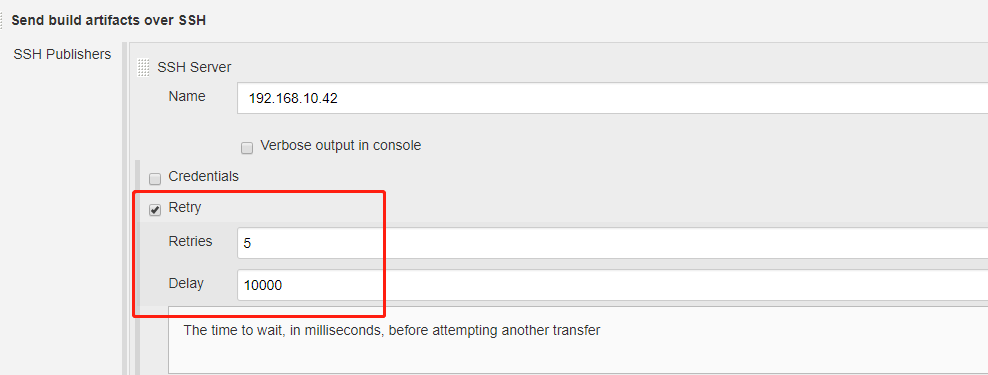 Send build artifacts over SSH
SSH Publishers
SSH Server
Name
192.168.10.42
Verbose output in console
Credentials
Retry
Retries
5
Delay
10000
The time to wait, in milliseconds, before attempting another transfer